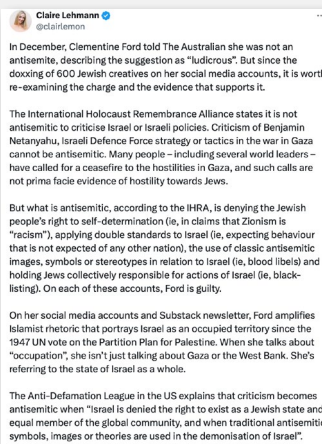 Claire Lehmann
@clairlemon
In December, Clementine Ford told The Australian she was not an
antisemite, describing the suggestion as “ludicrous”. But since the
doxxing of 600 Jewish creatives on her social media accounts, it is wort
re-examining the charge and the evidence that supports it.
The International Holocaust Remembrance Alliance states it is not
antisemitic to criticise Israel or Israeli policies. Criticism of Benjamin
Netanyahu, Israeli Defence Force strategy or tactics in the war in Gaza
cannot be antisemitic. Many people – including several world leaders –
have called for a ceasefire to the hostilities in Gaza, and such calls are
not prima facie evidence of hostility towards Jews.
But what is antisemitic, according to the IHRA, is denying the Jewish
people’s right to self-determination (ie, in claims that Zionism is
“racism”), applying double standards to Israel (ie, expecting behaviour
that is not expected of any other nation), the use of classic antisemitic
images, symbols or stereotypes in relation to Israel (ie, blood libels) and
holding Jews collectively responsible for actions of Israel (ie, black-
listing). On each of these accounts, Ford is guilty.
On her social media accounts and Substack newsletter, Ford amplifies
Islamist rhetoric that portrays Israel as an occupied territory since the
1947 UN vote on the Partition Plan for Palestine. When she talks about
“occupation”, she isn’t just talking about Gaza or the West Bank. She’s
referring to the state of Israel as a whole.
The Anti-Defamation League in the US explains that criticism becomes
antisemitic when “Israel is denied the right to exist as a Jewish state and
equal member of the global community, and when traditional antisemiti
symbols, images or theories are used in the demonisation of Israel”.